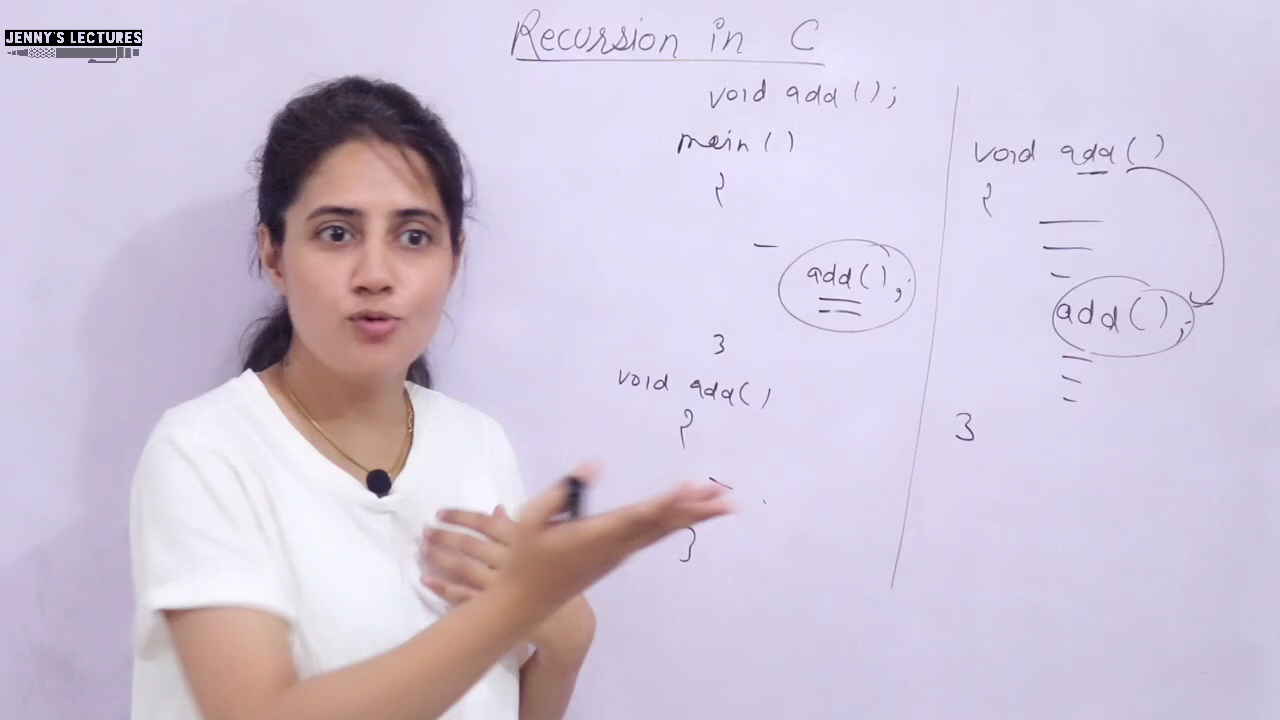 JENNY'S LECTURES
Recursion in C
void add();
main()
{
add();
}
void add()
{
}
void add()
{
add();
}